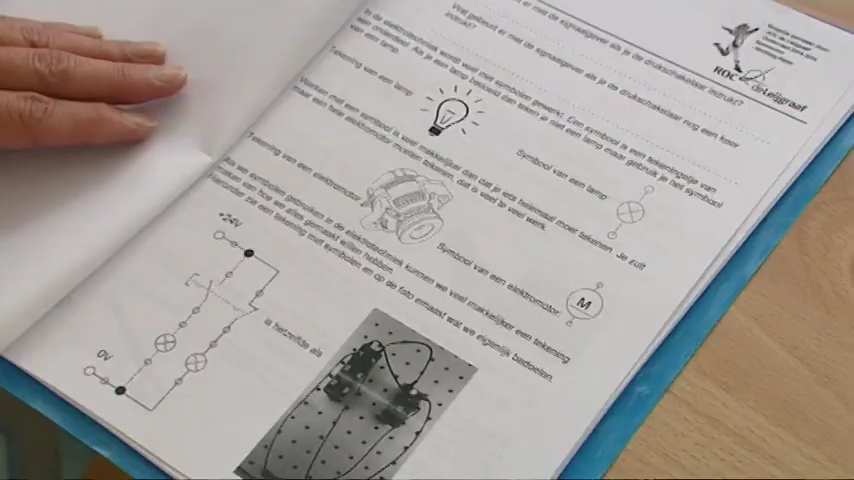 er met de signaalgever als je de drukschakelaar indrukt?
Wat gebeurt er met de signaalgever als je de drukschakelaar nog een keer
indrukt?
In de elektrotechniek wordt veel met symbolen gewerkt. Een symbool is een tekeningetje van
een onderdeel. Als je een lamp bedoeld dan teken je niet een lamp maar gebruik je het symbool
van een lamp.
Tekening van een lamp
Symbool van een lamp
Werken met een symbool is veel makkelijker dan dat je iets helemaal moet tekenen. Je zult
maar een hele elektromotor moeten tekenen, dat is veel te veel werk.
Tekening van een elektromotor
Symbool van een elektromotor
M
Als we symbolen gebruiken in de elektrotechniek kunnen we veel makkelijker een tekening
maken van hoe we alles gemaakt willen hebben.
Hieronder zie een tekening met symbolen en op de foto ernaast wat we eigenlijk bedoelen.
+24V
0V
is hetzelfde als
ROC de Leijgraaf